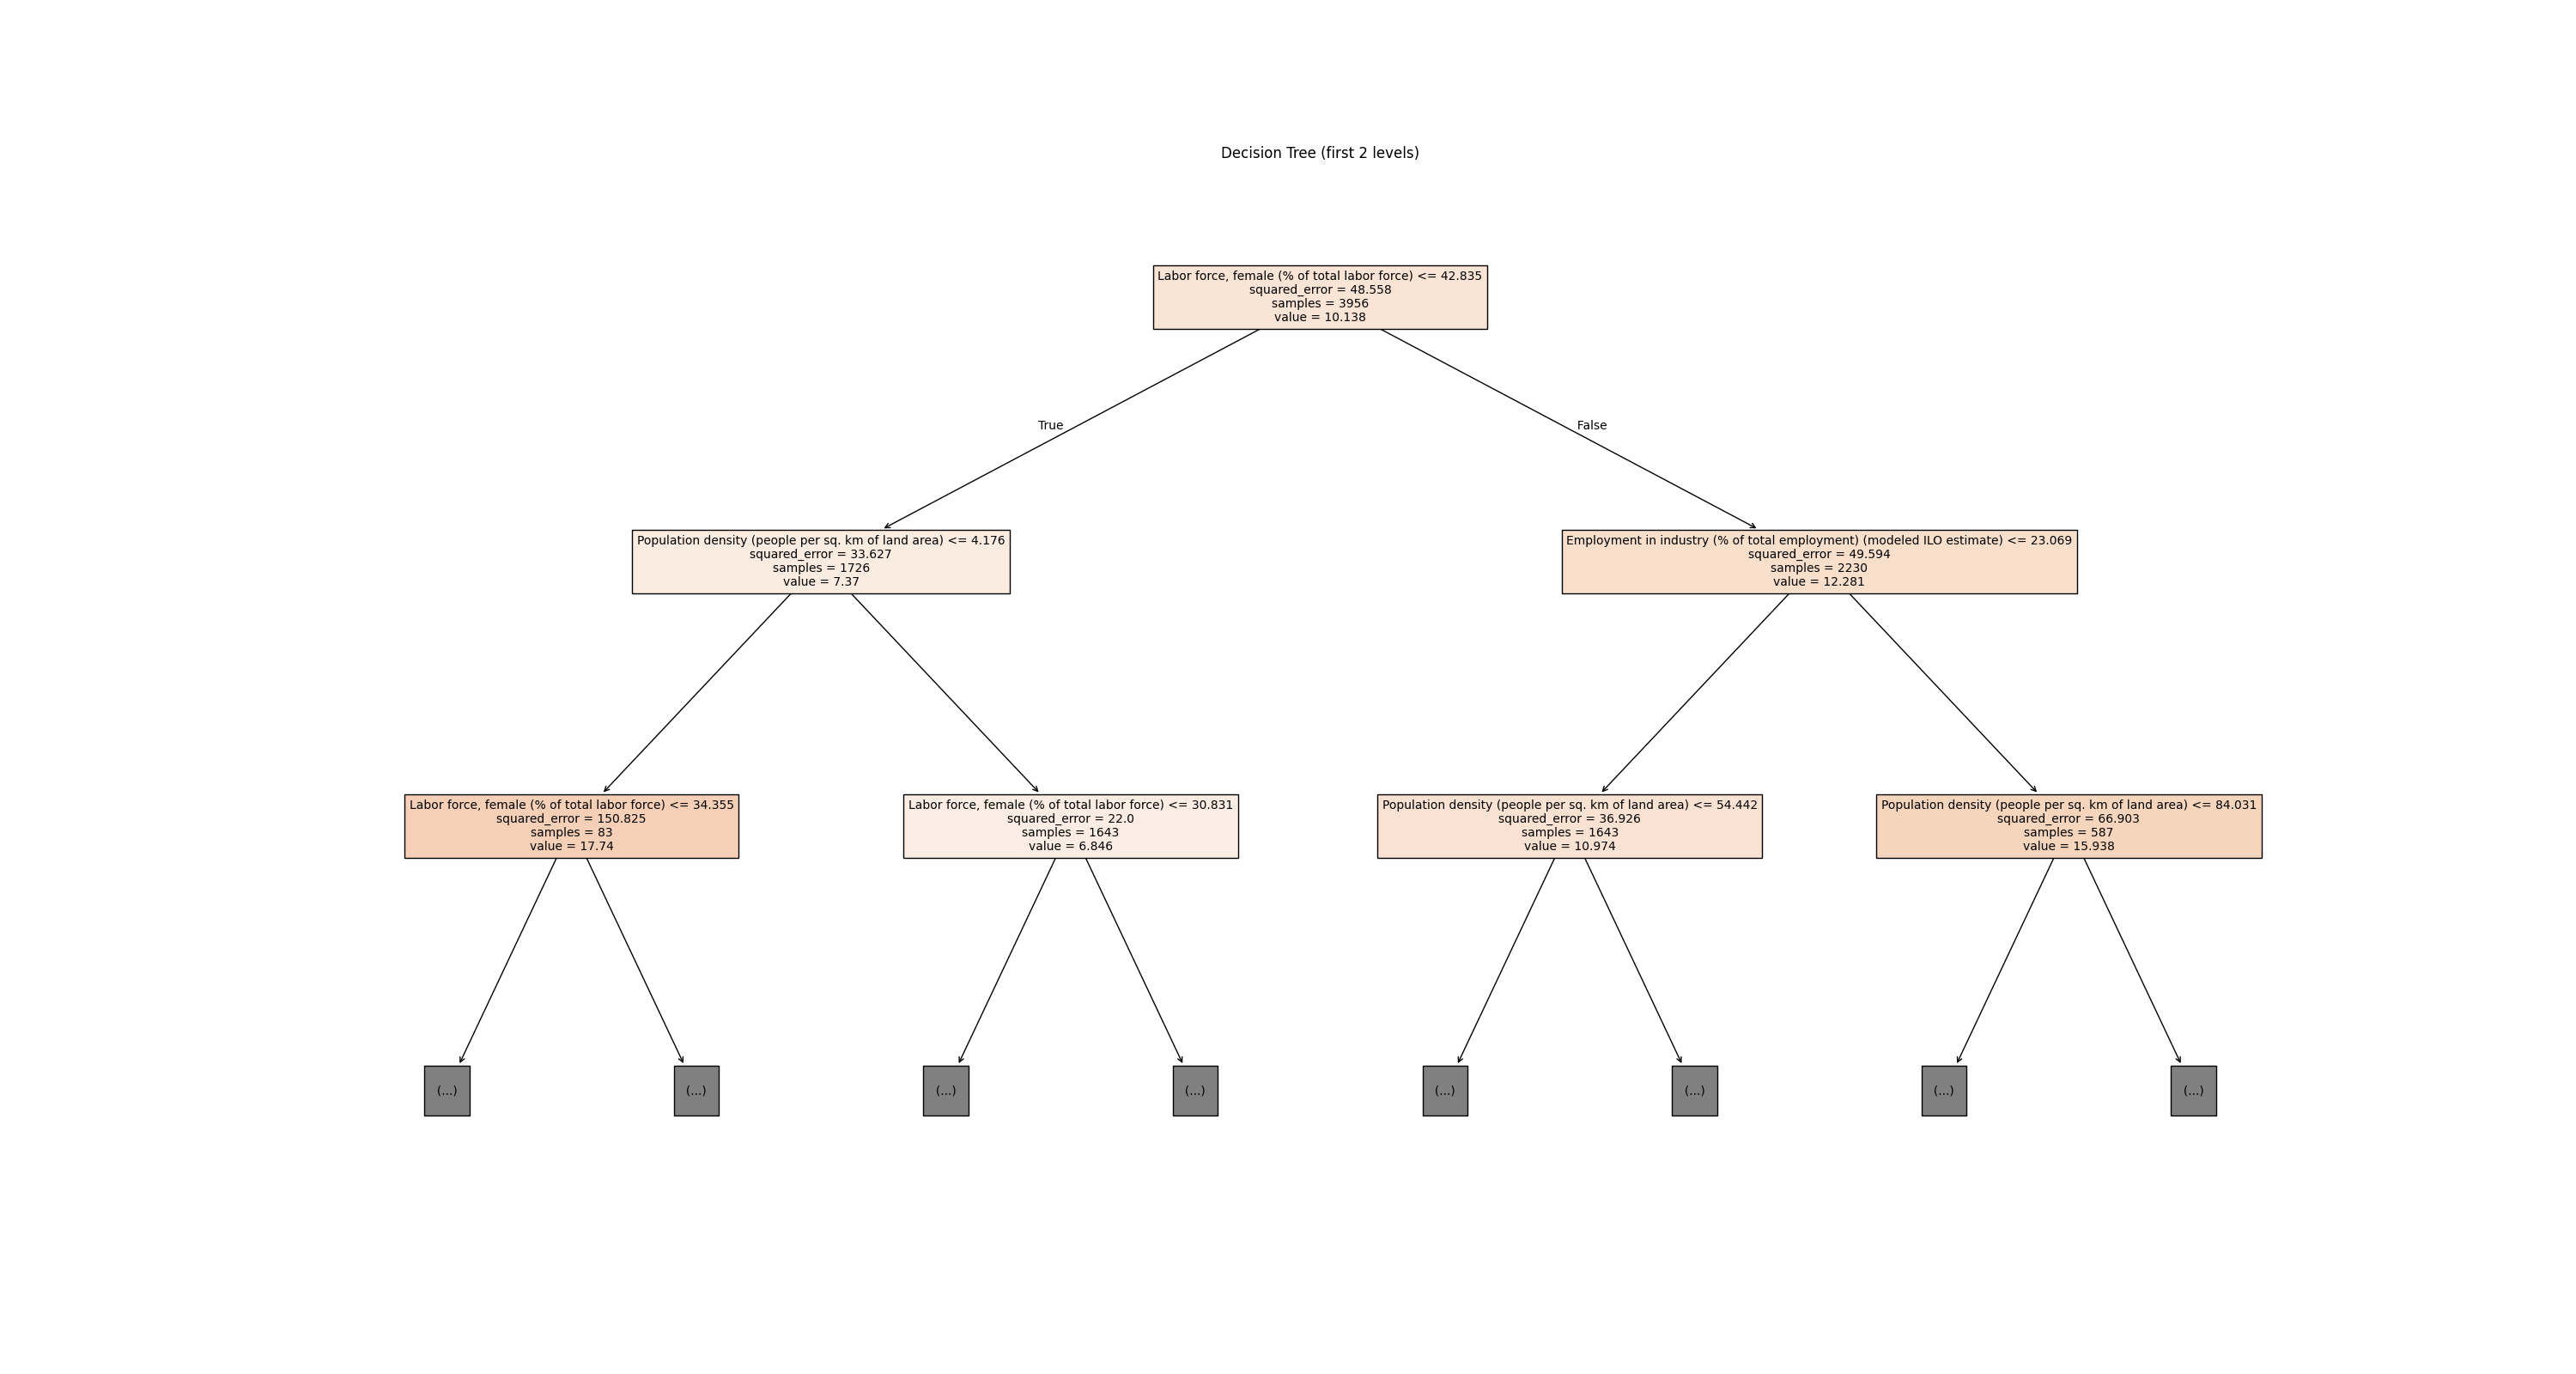 Decision Tree (first 2 levels)
Labor force, female (% of total labor force) <= 42.835
squared_error = 48.558
samples = 3956
value = 10.138
True
False
Population density (people per sq. km of land area) <= 4.176
squared_error = 33.627
samples = 1726
value = 7.37
Employment in industry (% of total employment) (modeled ILO estimate) <= 23.069
squared_error = 49.594
samples = 2230
value = 12.281
Labor force, female (% of total labor force) <= 34.355
squared_error = 150.825
samples = 83
value = 17.74
Labor force, female (% of total labor force) <= 30.831
squared_error = 22.0
samples = 1643
value = 6.846
Population density (people per sq. km of land area) <= 54.442
squared_error = 36.926
samples = 1643
value = 10.974
Population density (people per sq. km of land area) <= 84.031
squared_error = 66.903
samples = 587
value = 15.938
(...)
(...)
(...)
(...)
(...)
(...)
(...)
(...)